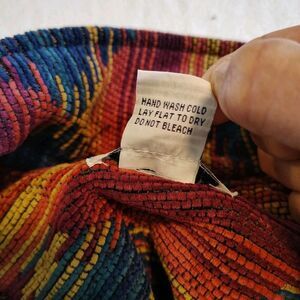 HAND WASH COLD
LAY FLAT TO DRY
DO NOT BLEACH